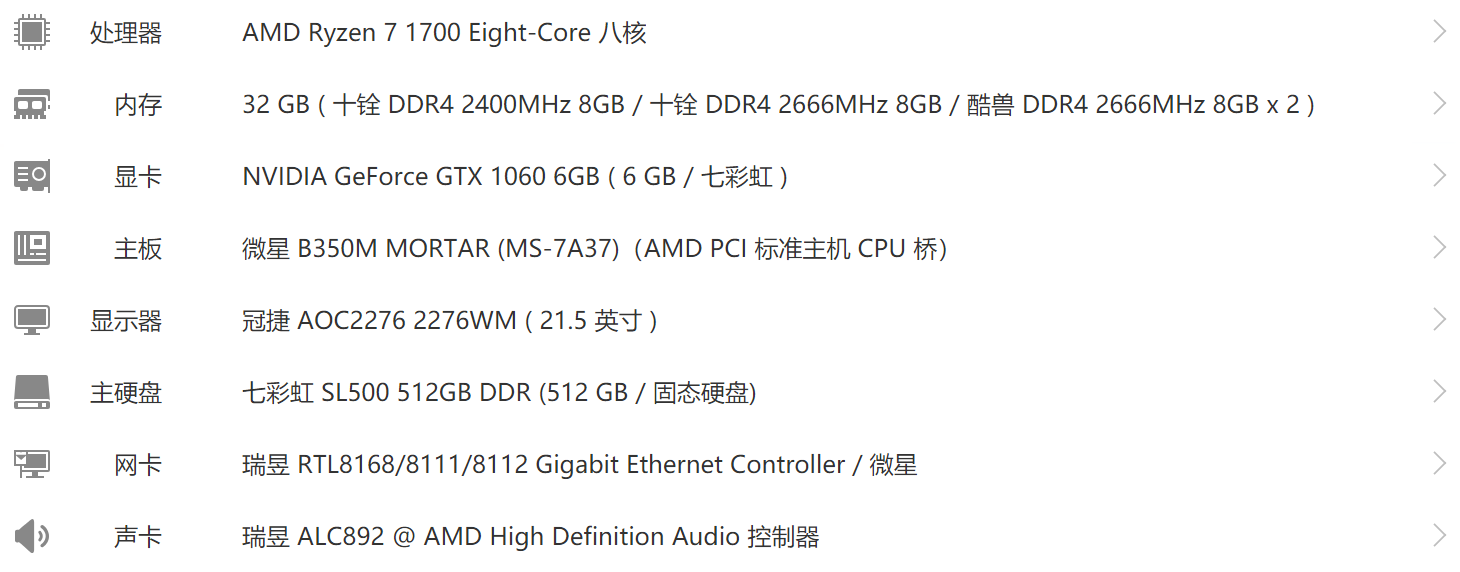 处理器 AMD Ryzen 7 1700 Eight-Core 八核
内存 32 GB ( 十铨 DDR4 2400MHz 8GB / 十铨 DDR4 2666MHz 8GB / 酷兽 DDR4 2666MHz 8GB x 2 )
显卡 NVIDIA GeForce GTX 1060 6GB ( 6 GB / 七彩虹 )
主板 微星 B350M MORTAR (MS-7A37)（AMD PCI 标准主机 CPU 桥）
显示器 冠捷 AOC2276 2276WM ( 21.5 英寸 )
主硬盘 七彩虹 SL500 512GB DDR (512 GB / 固态硬盘)
网卡 瑞昱 RTL8168/8111/8112 Gigabit Ethernet Controller / 微星
声卡 瑞昱 ALC892 @ AMD High Definition Audio 控制器